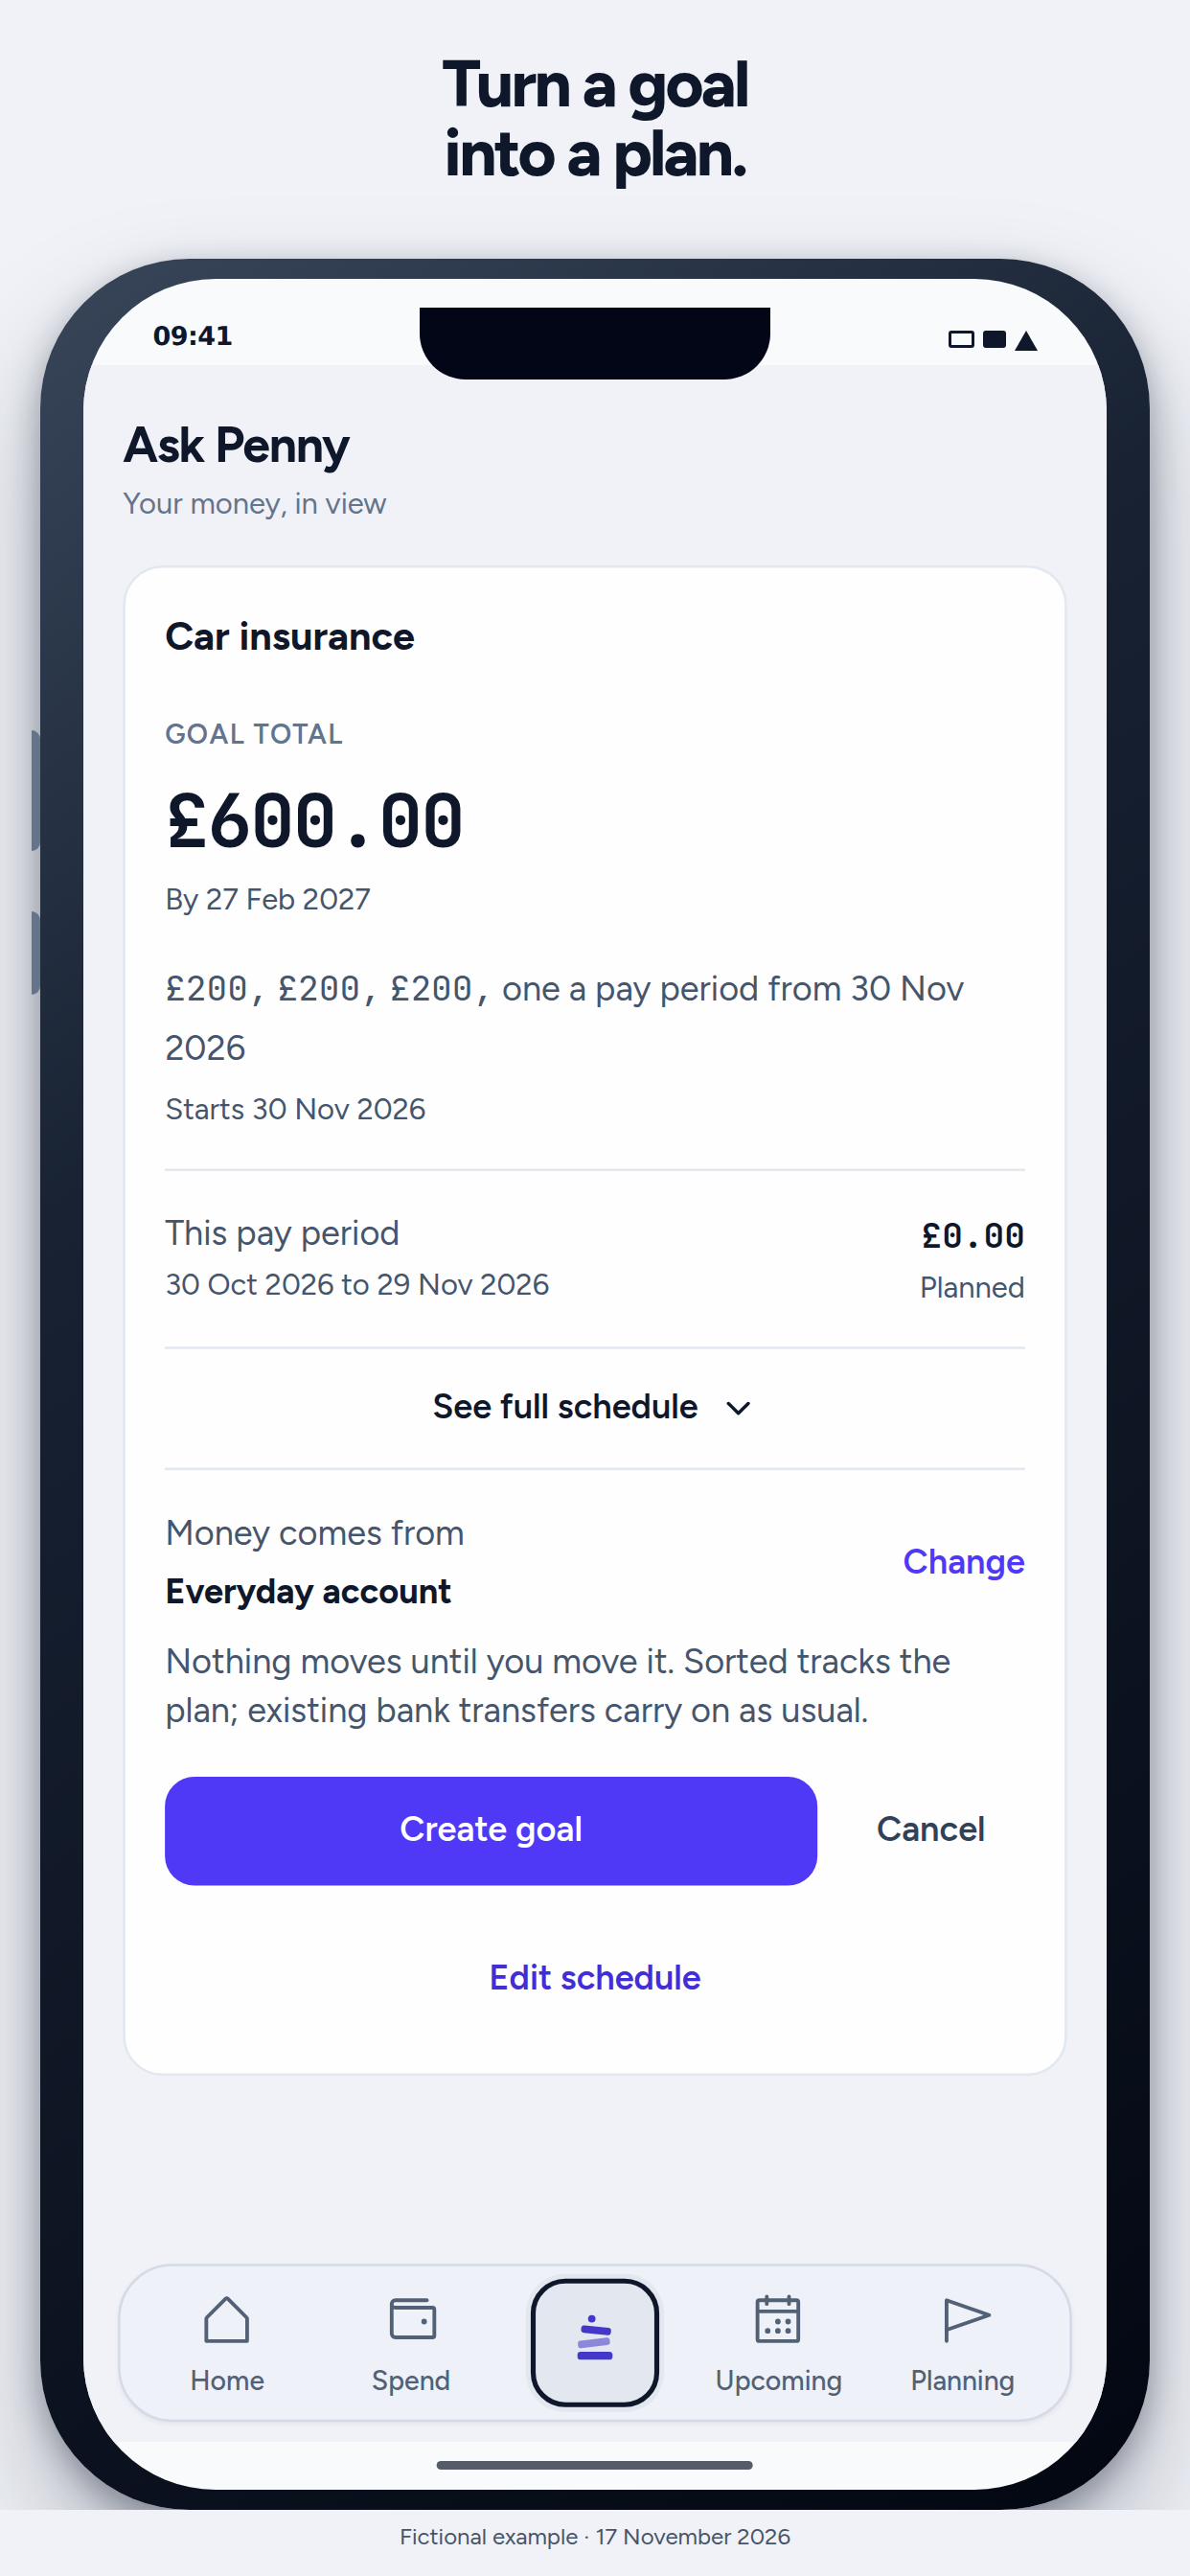 Turn a goal
into a plan.
09:41
Ask Penny
Your money, in view
Car insurance
GOAL TOTAL
£600.00
By 27 Feb 2027
£200, £200, £200, one a pay period from 30 Nov
2026
Starts 30 Nov 2026
This pay period
£0.00
30 Oct 2026 to 29 Nov 2026
Planned
See full schedule
Money comes from
Change
Everyday account
Nothing moves until you move it. Sorted tracks the
plan; existing bank transfers carry on as usual.
Create goal
Cancel
Edit schedule
Home
Spend
Upcoming
Planning
Fictional example · 17 November 2026